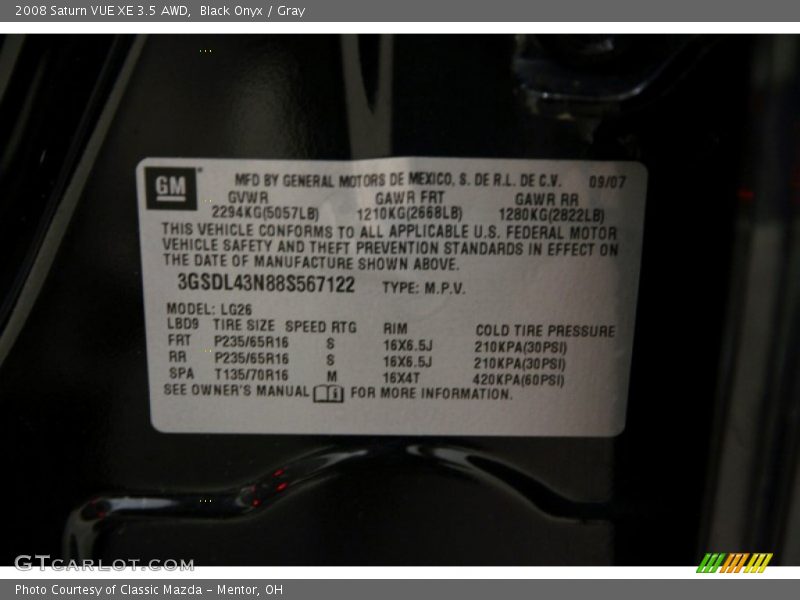 2008 Saturn VUE XE 3.5 AWD, Black Onyx / Gray
GM MFD BY GENERAL MOTORS DE MEXICO, S. DE R.L. DE C.V. 09/07
GVWR GAWR FRT GAWR RR
2294KG(5057LB) 1210KG(2668LB) 1280KG(2822LB)
THIS VEHICLE CONFORMS TO ALL APPLICABLE U.S. FEDERAL MOTOR
VEHICLE SAFETY AND THEFT PREVENTION STANDARDS IN EFFECT ON
THE DATE OF MANUFACTURE SHOWN ABOVE.
3GSDL43N88S567122 TYPE: M.P.V.
MODEL: LG26
LBD9 TIRE SIZE SPEED RTG RIM COLD TIRE PRESSURE
FRT P235/65R16 S 16X6.5J 210KPA(30PSI)
RR P235/65R16 S 16X6.5J 210KPA(30PSI)
SPA T135/70R16 M 16X4T 420KPA(60PSI)
SEE OWNER'S MANUAL FOR MORE INFORMATION.
GTCARLOT.COM
Photo Courtesy of Classic Mazda - Mentor, OH